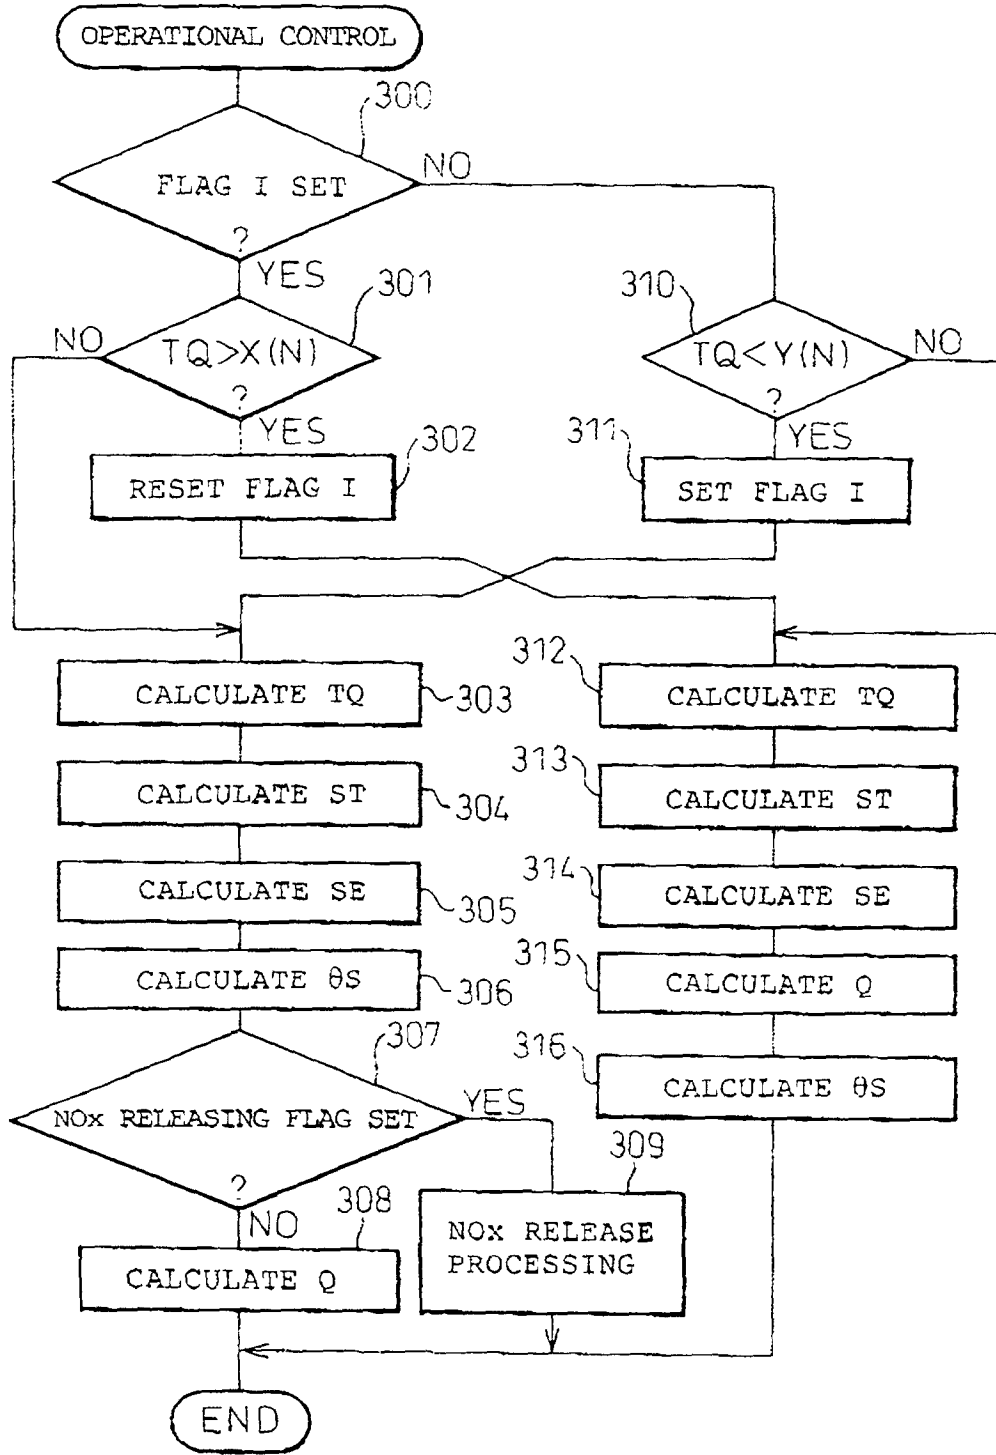 OPERATIONAL CONTROL
300
FLAG I SET
?
NO
YES
301
NO
TQ>X(N)
?
YES
310
TQ<Y(N)
?
NO
YES
302
RESET FLAG I
311
SET FLAG I
CALCULATE TQ
303
312
CALCULATE TQ
CALCULATE ST
304
313
CALCULATE ST
CALCULATE SE
305
314
CALCULATE SE
CALCULATE θS
306
315
CALCULATE Q
307
NOx RELEASING FLAG SET
?
YES
NO
316
CALCULATE θS
308
CALCULATE Q
309
NOx RELEASE
PROCESSING
END